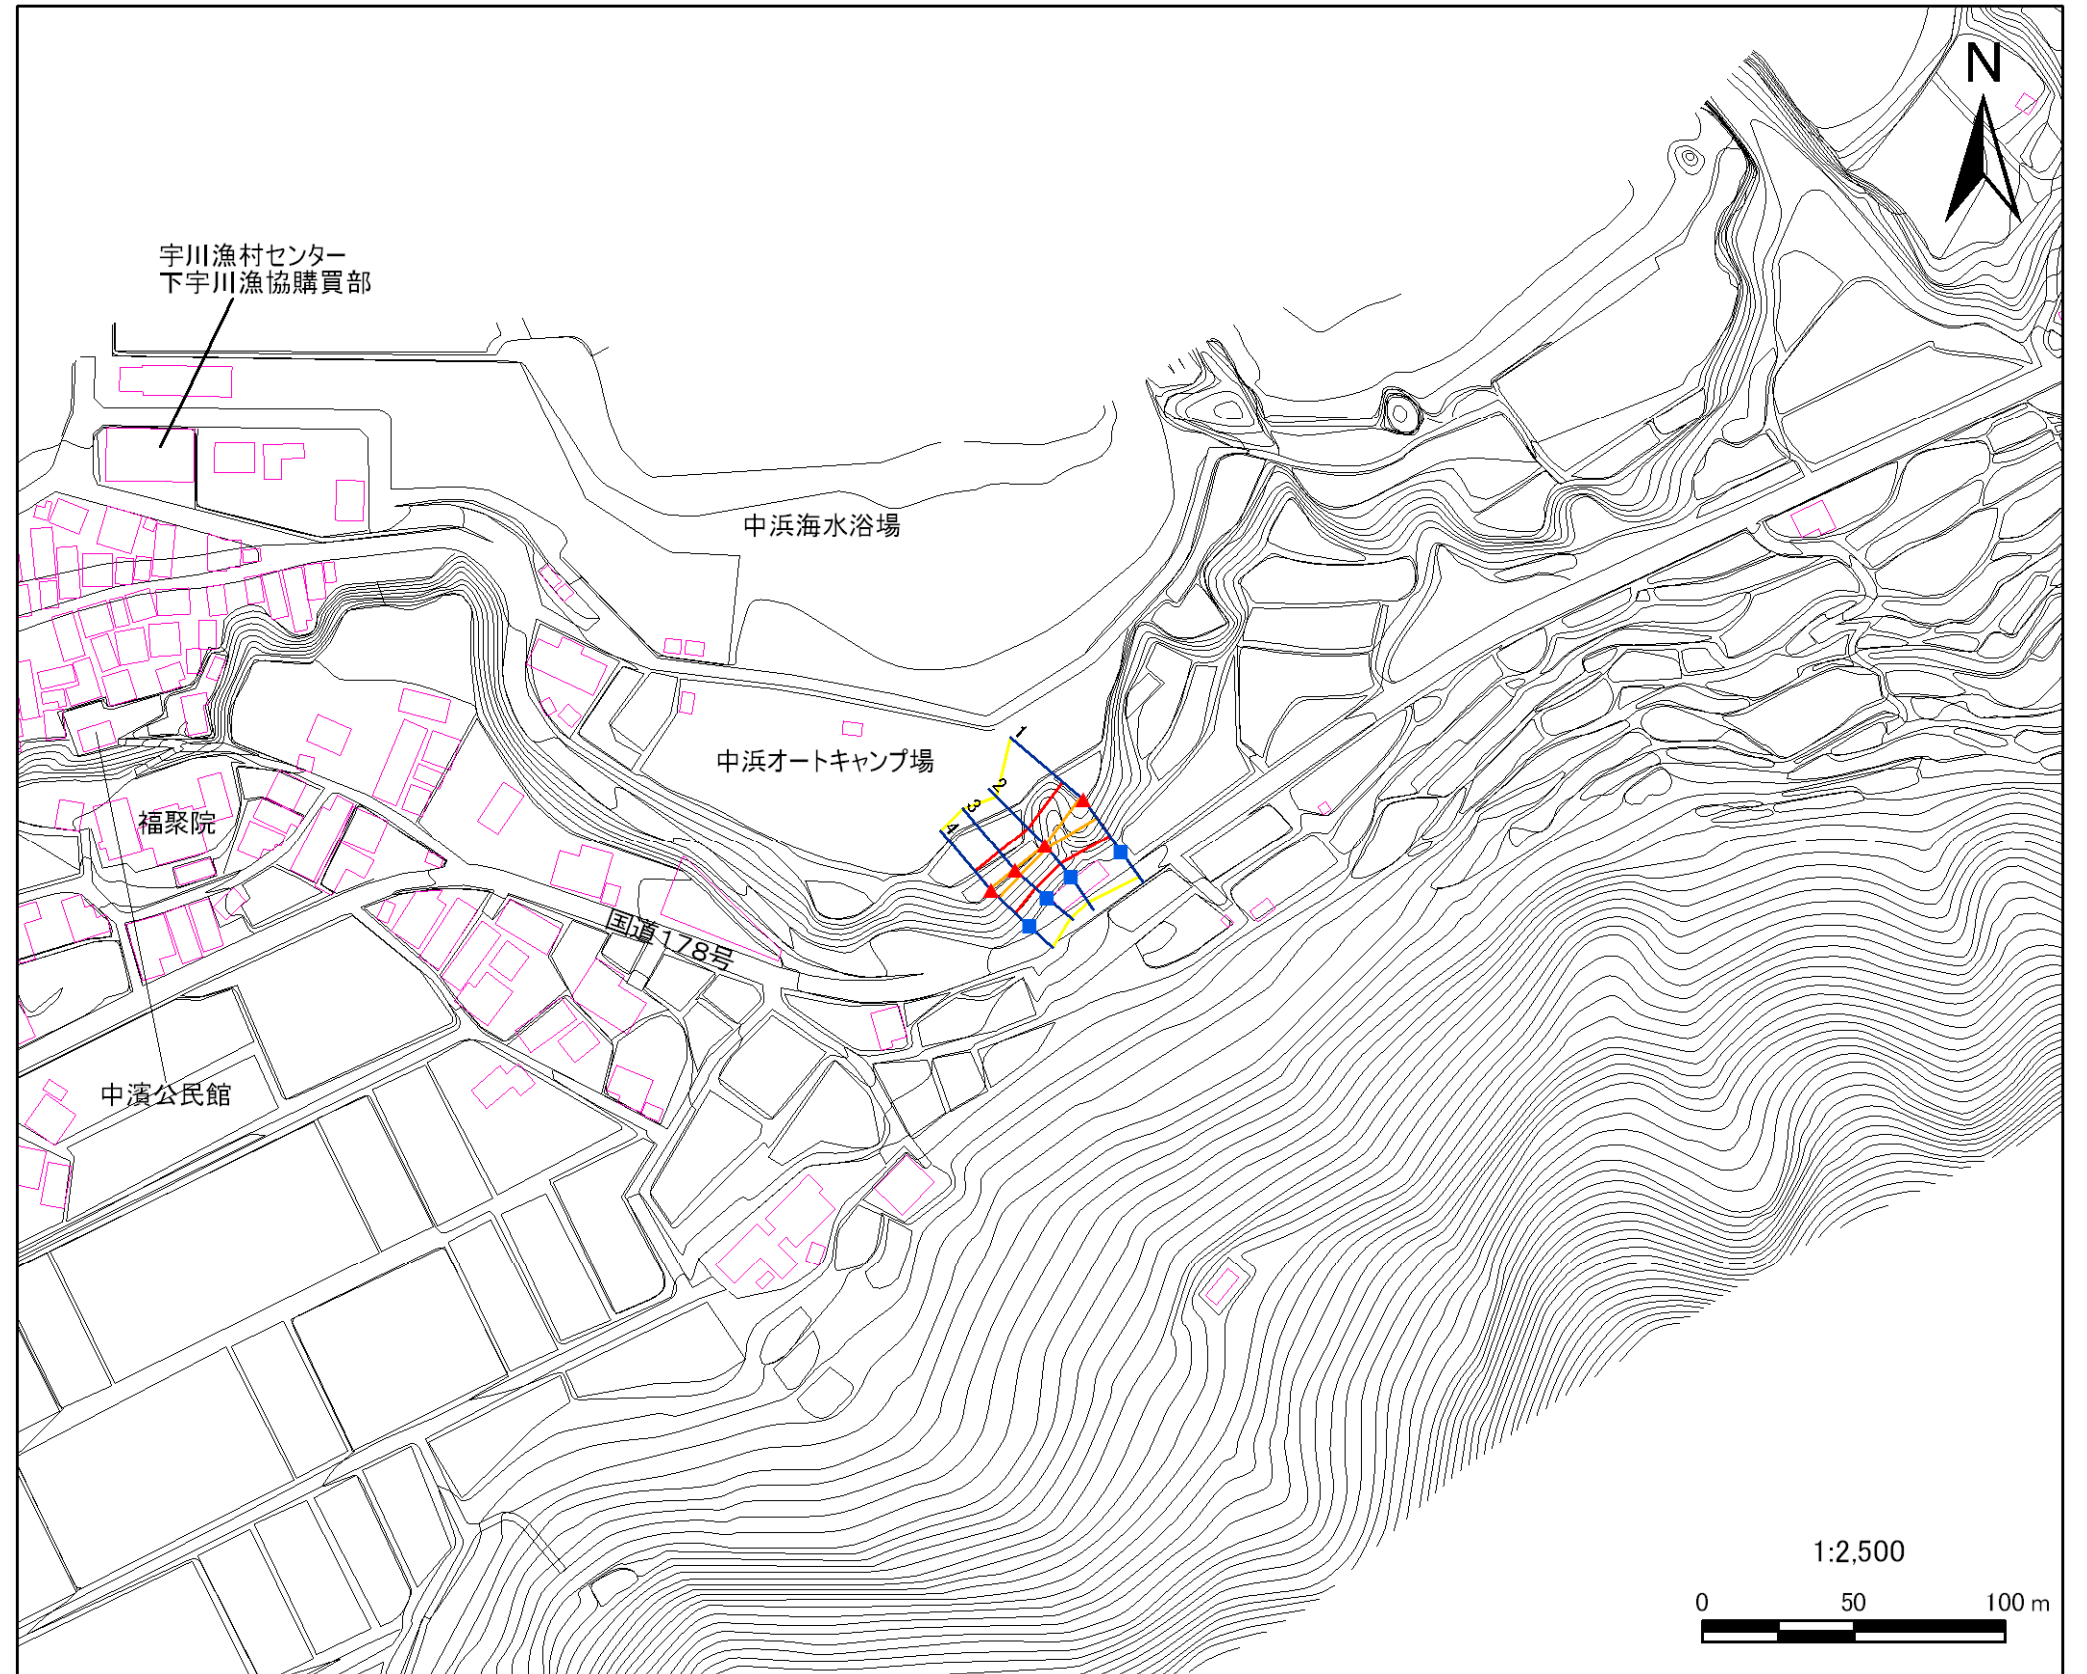 N
宇川漁村センター
下宇川漁協購買部
中浜海水浴場
1
中浜オートキャンプ場
2
3
福聚院
4
国道178号
中濱公民館
1:2,500
0 50 100 m